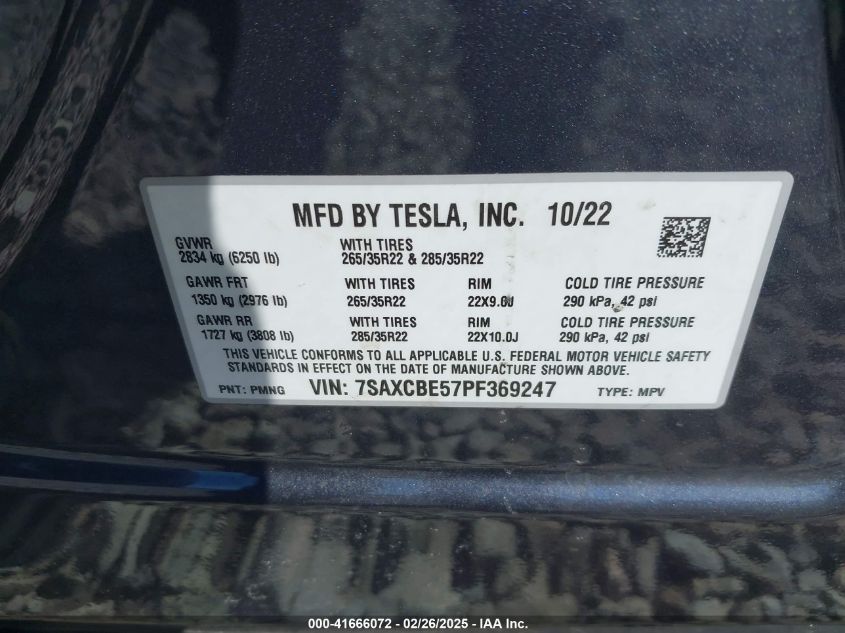 MFD BY TESLA, INC. 10/22
GVWR WITH TIRES
2834 kg (6250 lb) 265/35R22 & 285/35R22
GAWR FRT WITH TIRES RIM COLD TIRE PRESSURE
1350 kg (2976 lb) 265/35R22 22X9.0J 290 kPa, 42 psi
GAWR RR WITH TIRES RIM COLD TIRE PRESSURE
1727 kg (3808 lb) 285/35R22 22X10.0J 290 kPa, 42 psi
THIS VEHICLE CONFORMS TO ALL APPLICABLE U.S. FEDERAL MOTOR VEHICLE SAFETY
STANDARDS IN EFFECT ON THE DATE OF MANUFACTURE SHOWN ABOVE.
PNT: PMNG VIN: 7SAXCBE57PF369247 TYPE: MPV
000-41666072 - 02/26/2025 - IAA Inc.